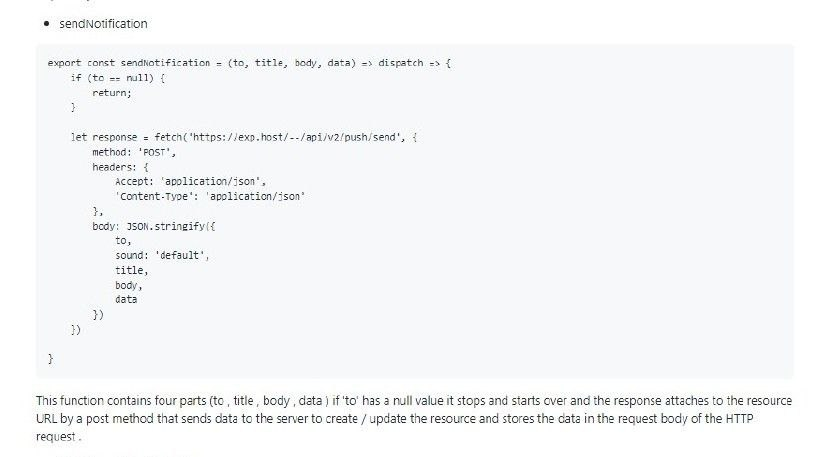 • sendNotification
export const sendNotification = (to, title, body, data) => dispatch => {
    if (to == null) {
        return;
    }
    let response = fetch('https://exp.host/--/api/v2/push/send', {
        method: 'POST',
        headers: {
            Accept: 'application/json',
            'Content-Type': 'application/json'
        },
        body: JSON.stringify({
            to,
            sound: 'default',
            title,
            body,
            data
        })
    })
}
This function contains four parts (to , title , body , data ) if 'to' has a null value it stops and starts over and the response attaches to the resource
URL by a post method that sends data to the server to create / update the resource and stores the data in the request body of the HTTP
request .